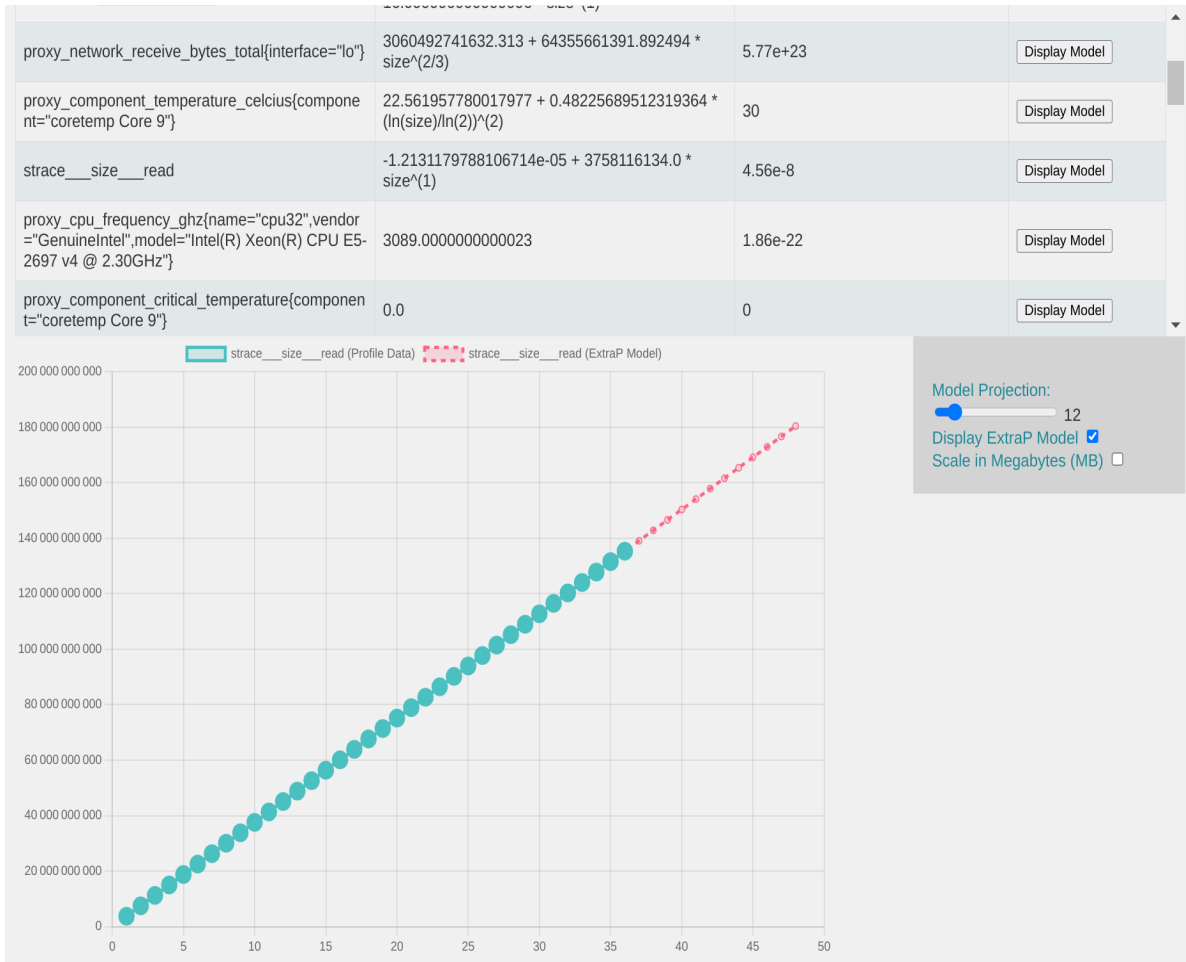 proxy_network_receive_bytes_total{interface="lo"}
3060492741632.313 + 64355661391.892494 *
size^(2/3)
5.77e+23
Display Model
proxy_component_temperature_celcius{compone
nt="coretemp Core 9"}
22.561957780017977 + 0.48225689512319364 *
(ln(size)/ln(2))^(2)
30
Display Model
strace___size___read
-1.2131179788106714e-05 + 3758116134.0 *
size^(1)
4.56e-8
Display Model
proxy_cpu_frequency_ghz{name="cpu32",vendor
="GenuineIntel",model="Intel(R) Xeon(R) CPU E5-
2697 v4 @ 2.30GHz"}
3089.0000000000023
1.86e-22
Display Model
proxy_component_critical_temperature{componen
t="coretemp Core 9"}
0.0
0
Display Model
strace___size___read (Profile Data)
strace___size___read (ExtraP Model)
200 000 000 000
180 000 000 000
160 000 000 000
140 000 000 000
120 000 000 000
100 000 000 000
80 000 000 000
60 000 000 000
40 000 000 000
20 000 000 000
0
0 5 10 15 20 25 30 35 40 45 50
Model Projection:
12
Display ExtraP Model
Scale in Megabytes (MB)